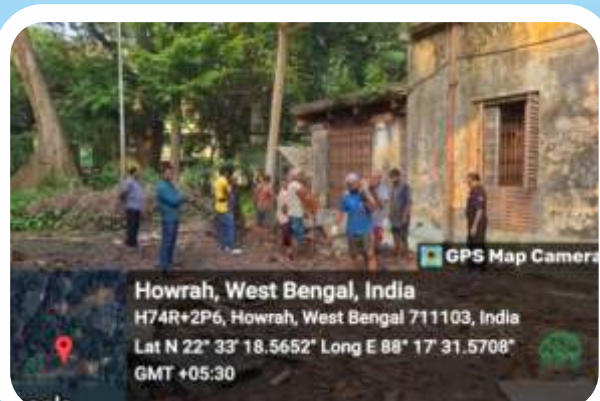 GPS Map Camera
Howrah, West Bengal, India
H74R+2P6, Howrah, West Bengal 711103, India
Lat N 22° 33' 18.5652" Long E 88° 17' 31.5708"
GMT +05:30